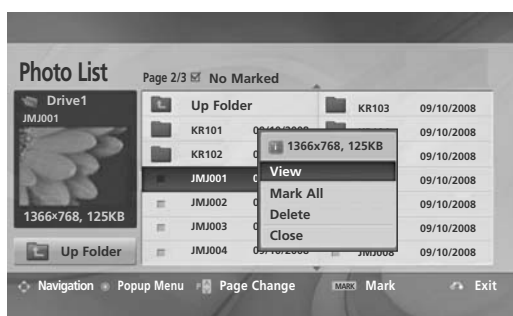 Photo List
Page 2/3 No Marked
Drive1
JMJ001
1366x768, 125KB
Up Folder
Up Folder
KR101
KR102
JMJ001
JMJ002
JMJ003
JMJ004
KR103 09/10/2008
09/10/2008
09/10/2008
09/10/2008
09/10/2008
09/10/2008
JMJ008 09/10/2008
1366x768, 125KB
View
Mark All
Delete
Close
Navigation Popup Menu Page Change MARK Mark Exit